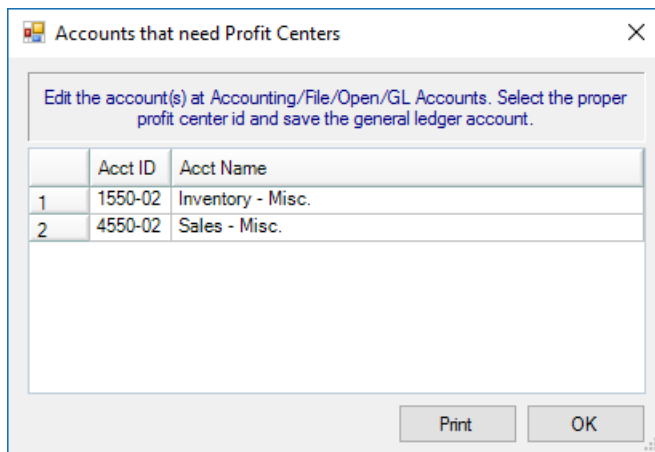 Accounts that need Profit Centers
Edit the account(s) at Accounting/File/Open/GL Accounts. Select the proper
profit center id and save the general ledger account.
Acct ID Acct Name
1 1550-02 Inventory - Misc.
2 4550-02 Sales - Misc.
Print OK